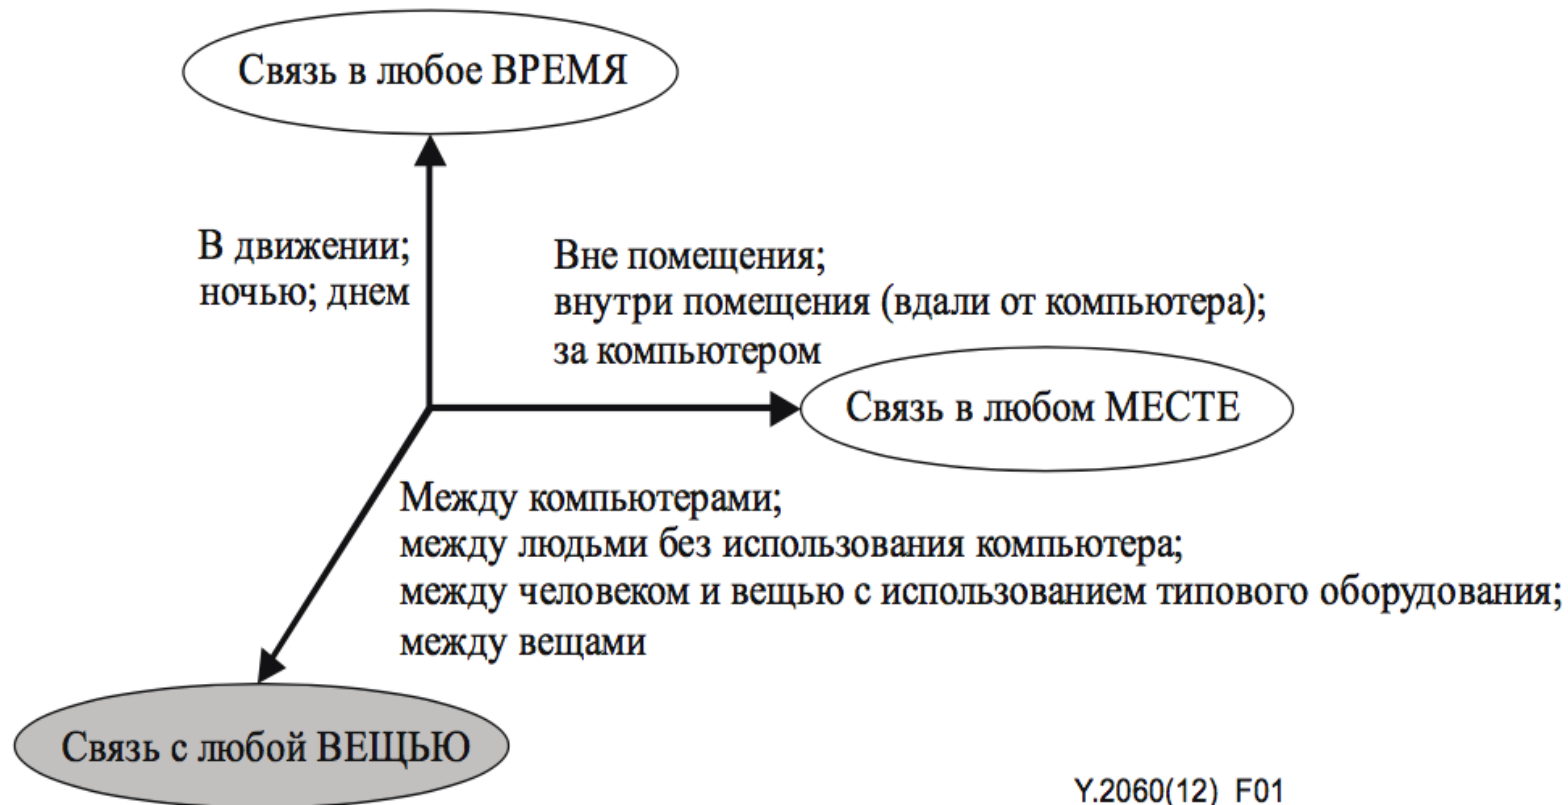 Связь в любое ВРЕМЯ
В движении;
ночью; днем
Вне помещения;
внутри помещения (вдали от компьютера);
за компьютером
Связь в любом МЕСТЕ
Между компьютерами;
между людьми без использования компьютера;
между человеком и вещью с использованием типового оборудования;
между вещами
Связь с любой ВЕЩЬЮ
Y.2060(12)_F01